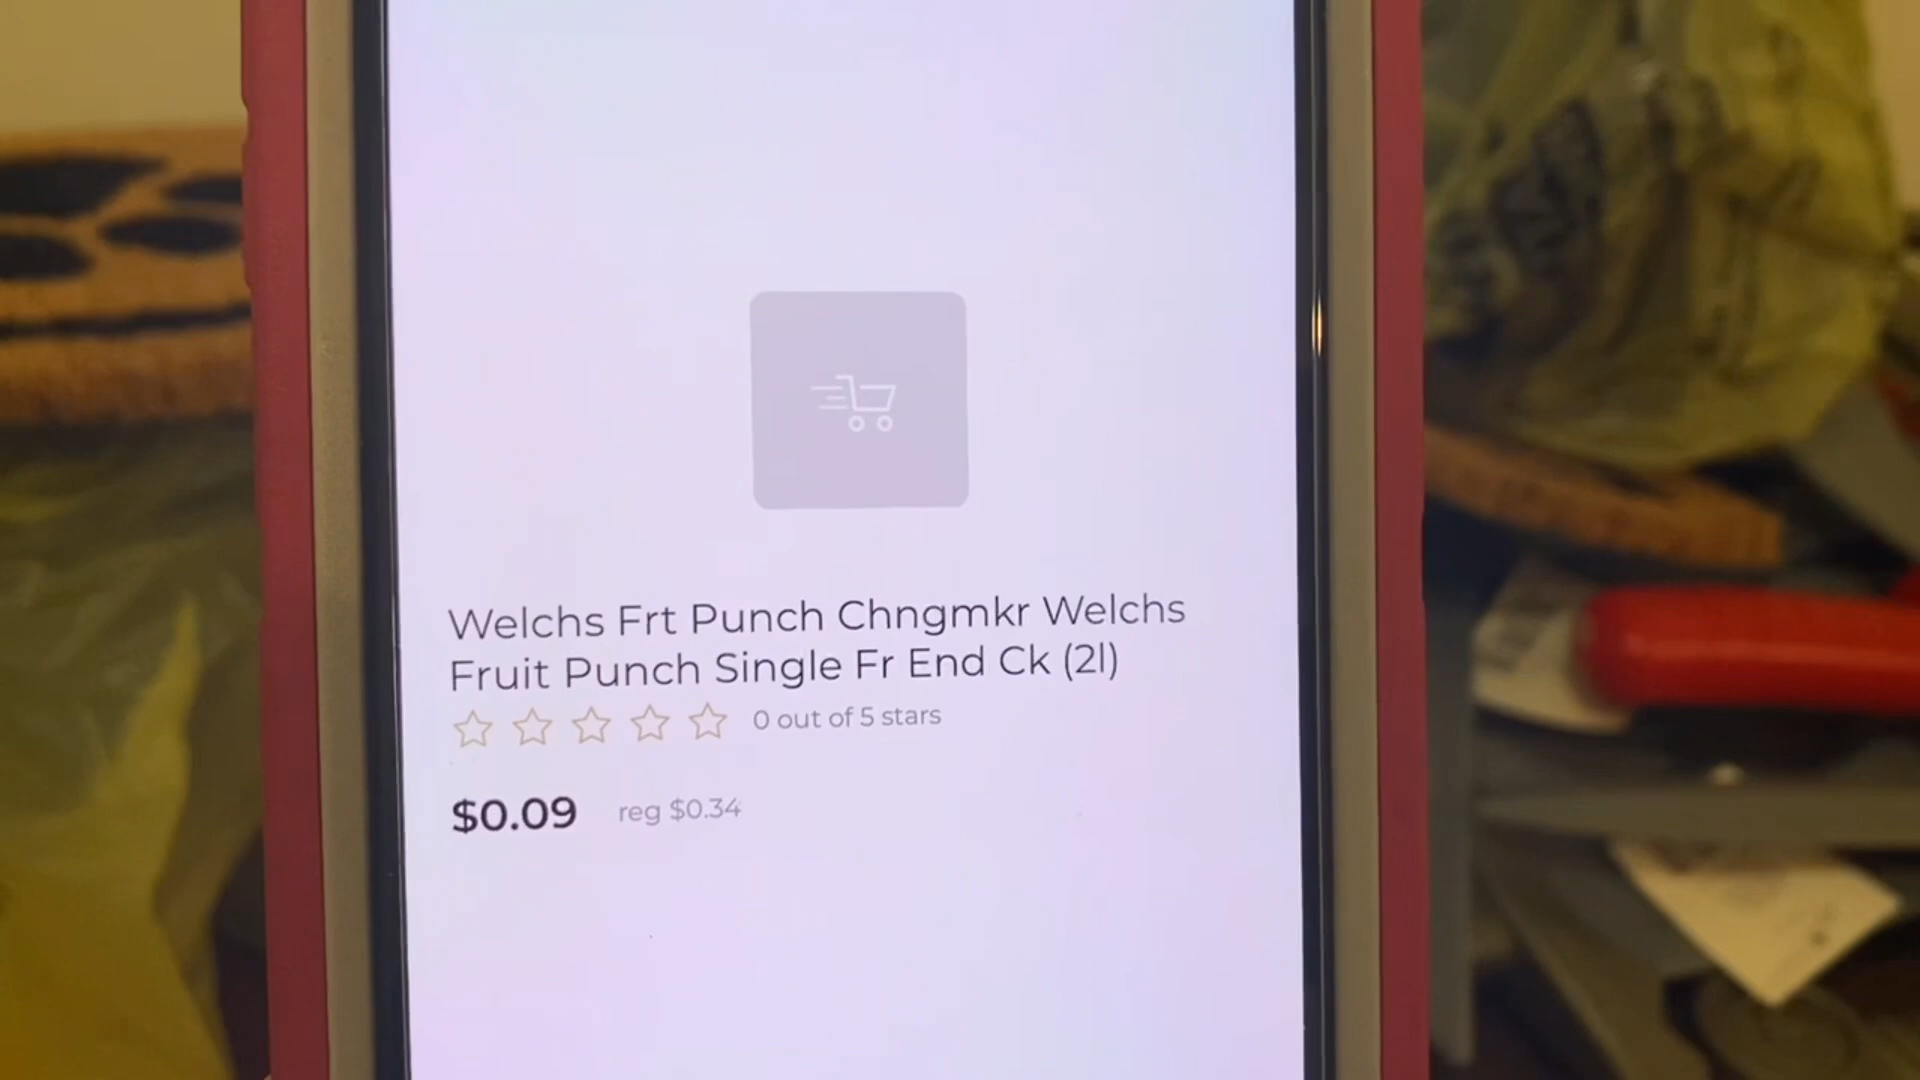 Welchs Frt Punch Chngmkr Welchs
Fruit Punch Single Fr End Ck (2l)
0 out of 5 stars
$0.09 reg $0.34